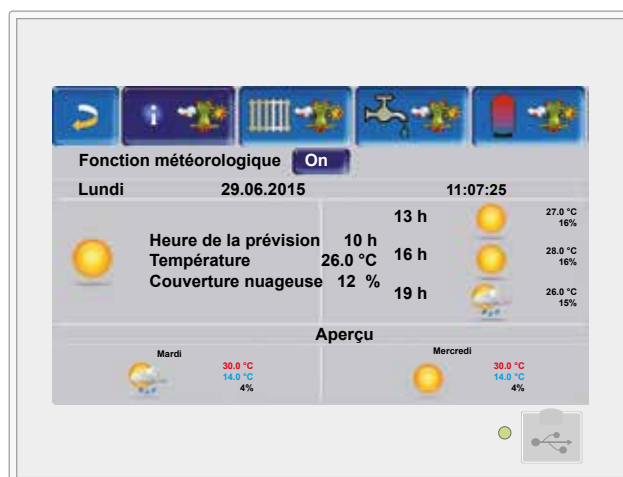 i
Fonction météorologique On
Lundi 29.06.2015 11:07:25
Heure de la prévision 10 h
Température 26.0 °C
Couverture nuageuse 12 %
13 h 27.0 °C
16%
16 h 28.0 °C
16%
19 h 26.0 °C
15%
Aperçu
Mardi
30.0 °C
14.0 °C
4%
Mercredi
30.0 °C
14.0 °C
4%